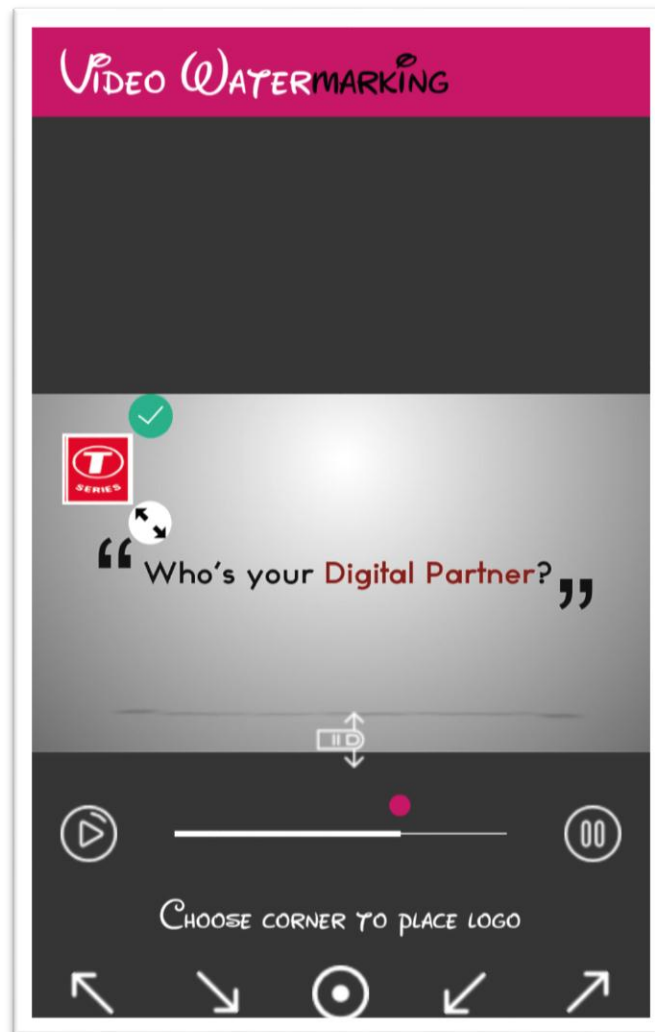 Video Watermarking
T
SERIES
“ Who's your Digital Partner? ”
Choose corner to place logo